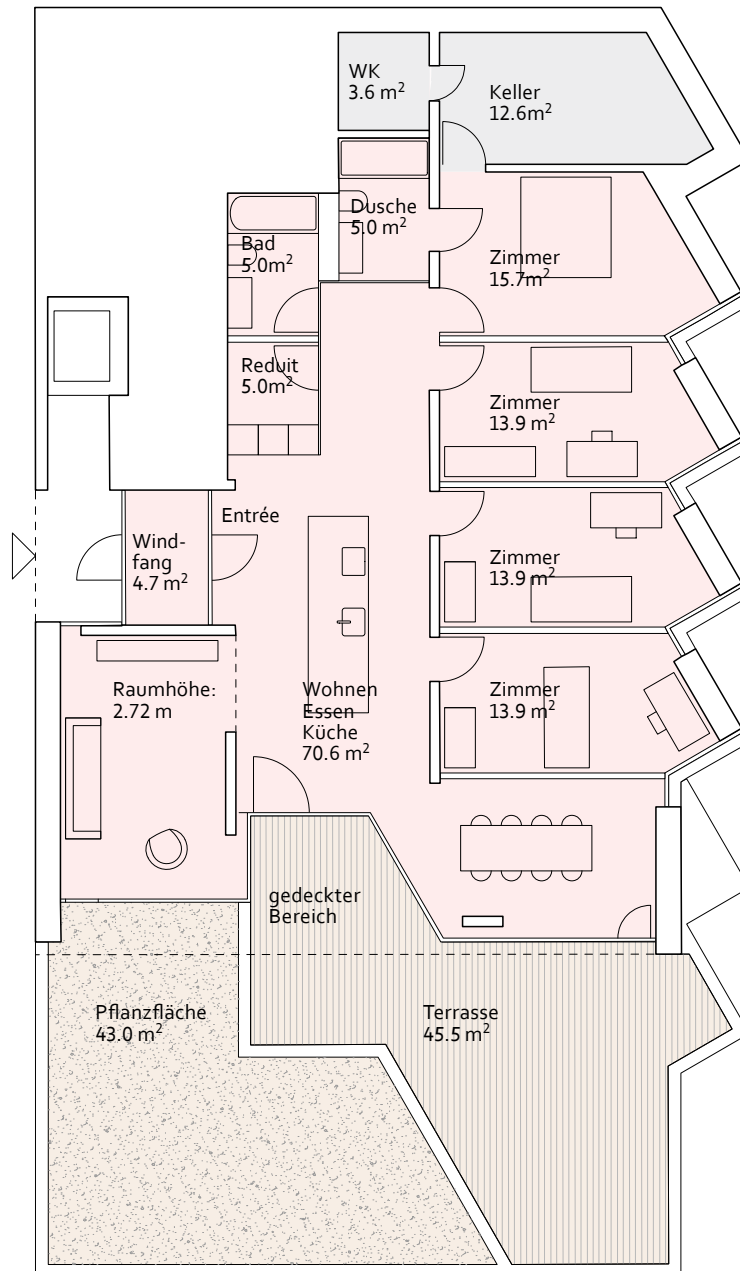 WK
3.6 m²
Keller
12.6m²
Dusche
5.0 m²
Bad
5.0m²
Zimmer
15.7m²
Reduit
5.0m²
Zimmer
13.9 m²
Entrée
Wind-
fang
4.7 m²
Zimmer
13.9 m²
Raumhöhe:
2.72 m
Wohnen
Essen
Küche
70.6 m²
Zimmer
13.9 m²
gedeckter
Bereich
Pflanzfläche
43.0 m²
Terrasse
45.5 m²